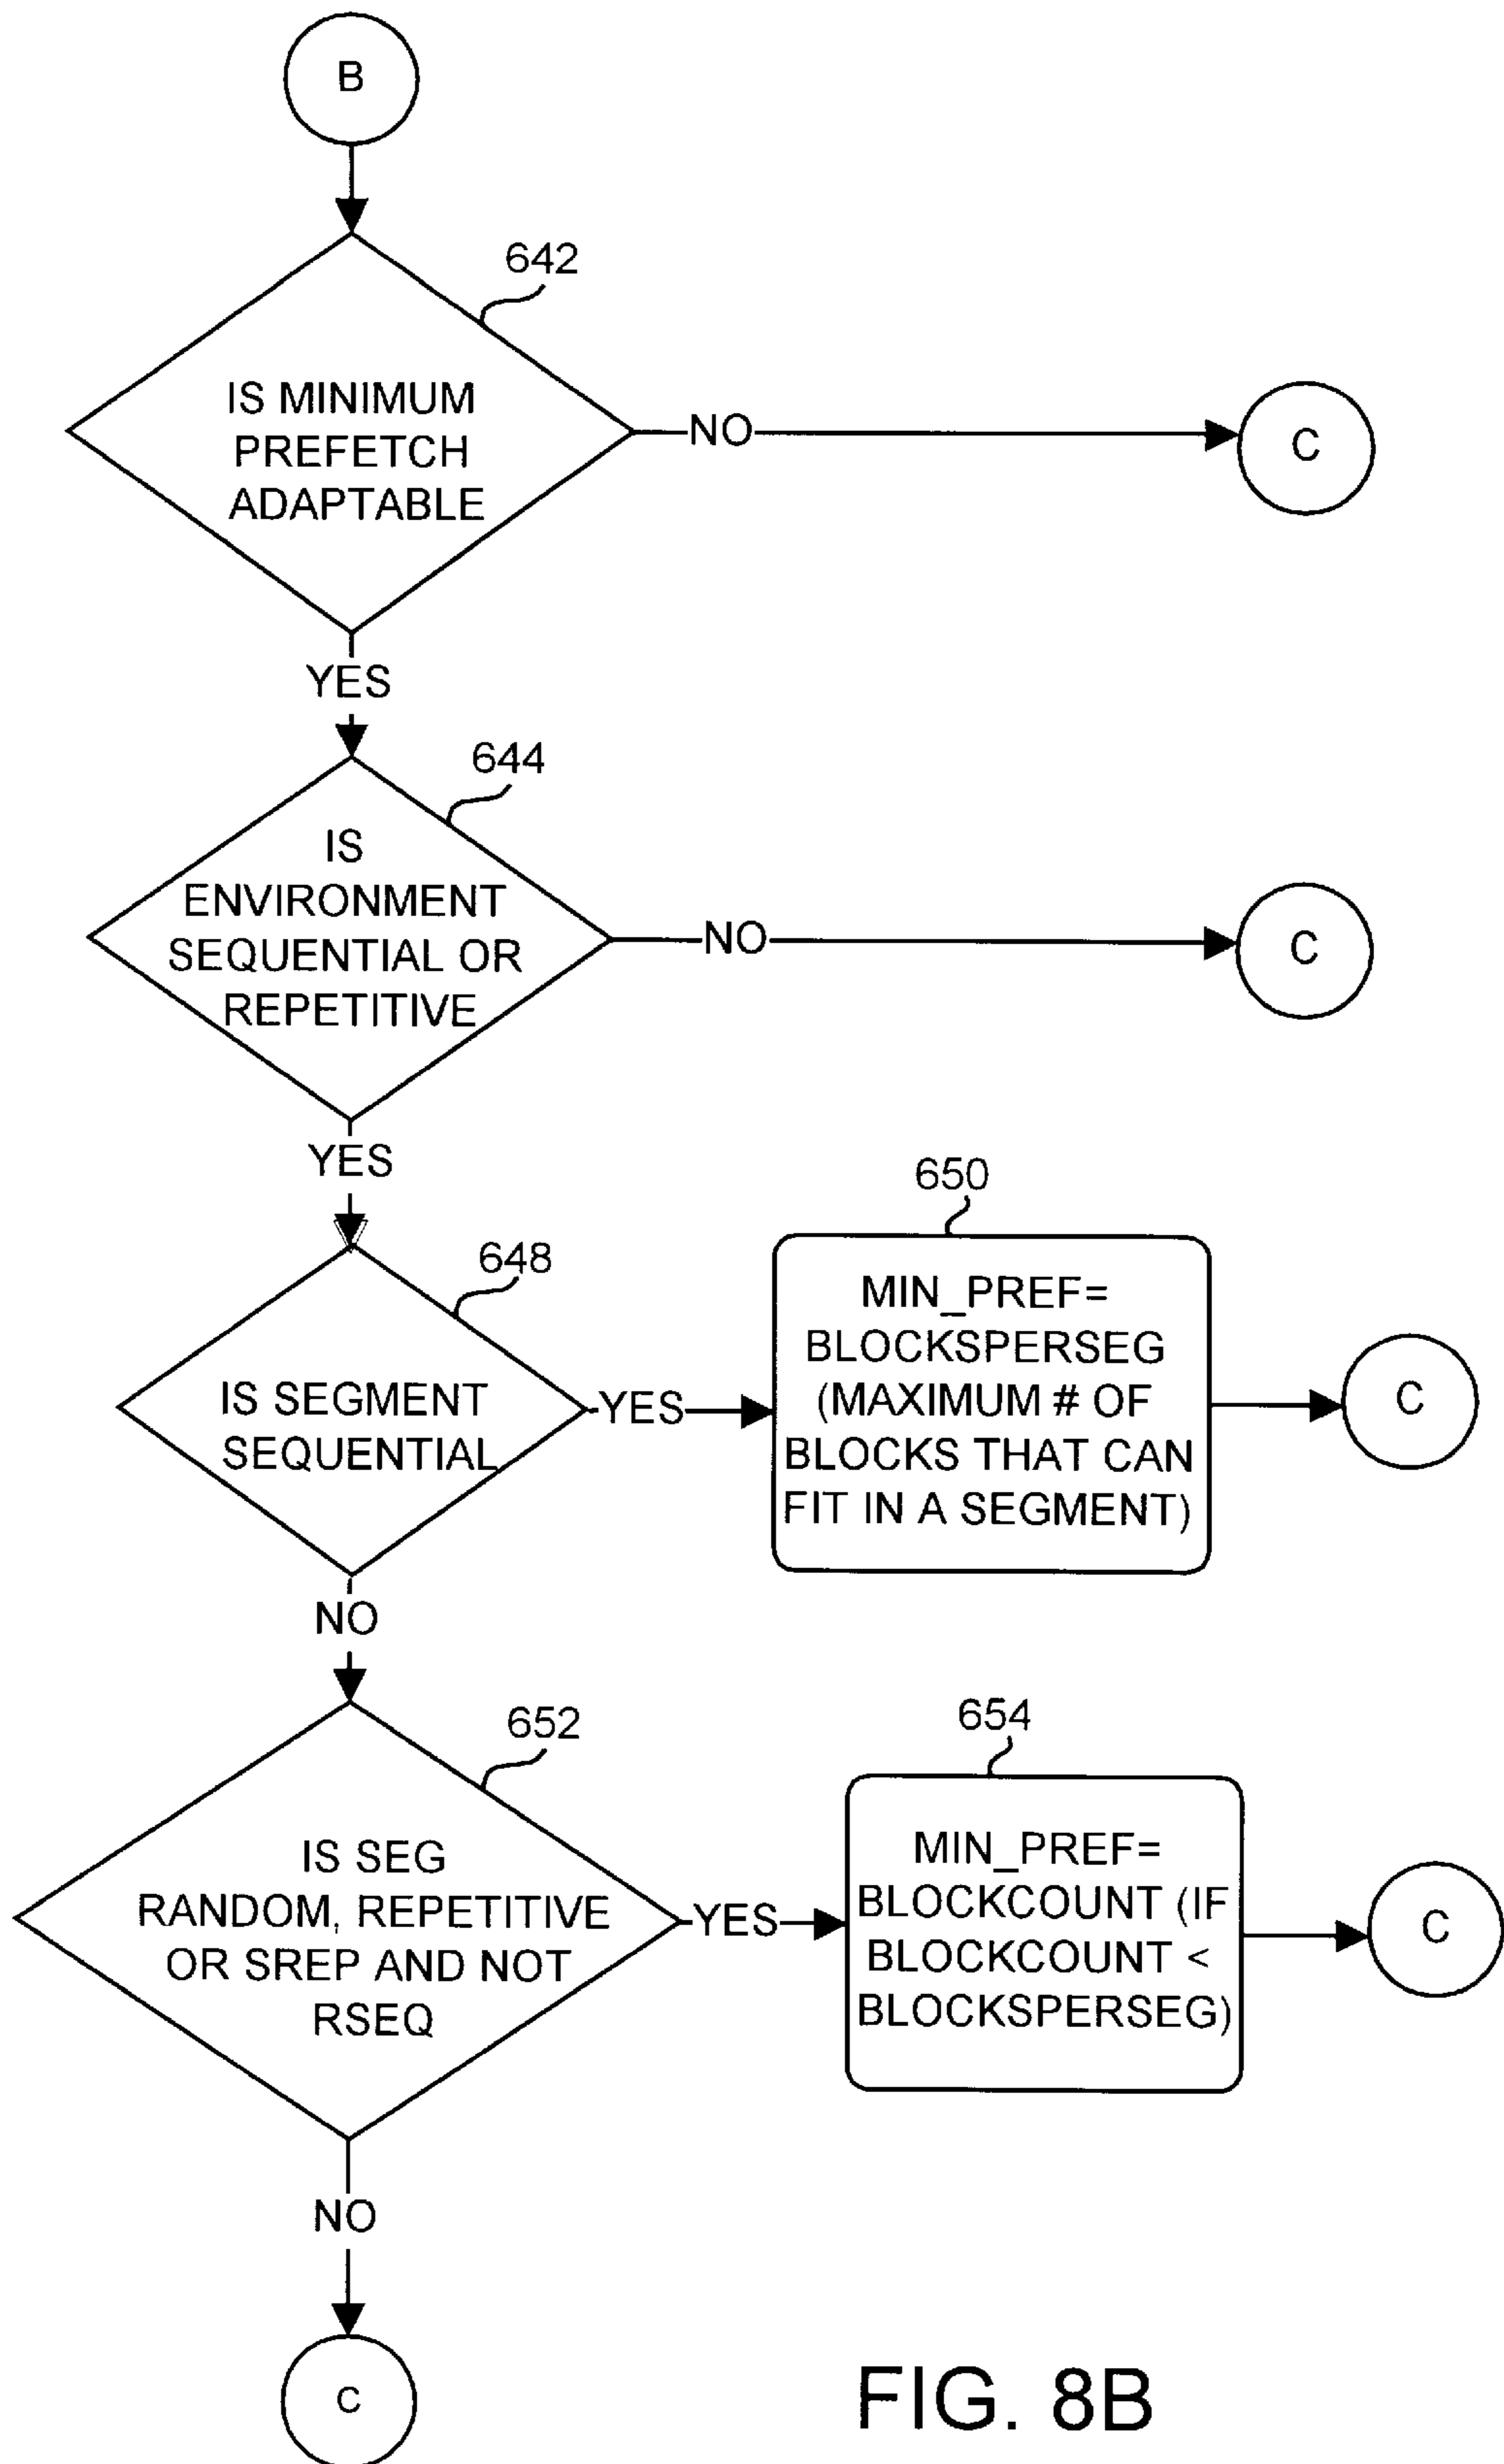 B
642
IS MINIMUM
PREFETCH
ADAPTABLE
NO
C
YES
644
IS
ENVIRONMENT
SEQUENTIAL OR
REPETITIVE
NO
C
YES
648
IS SEGMENT
SEQUENTIAL
YES
650
MIN_PREF=
BLOCKSPERSEG
(MAXIMUM # OF
BLOCKS THAT CAN
FIT IN A SEGMENT)
C
NO
652
IS SEG
RANDOM, REPETITIVE
OR SREP AND NOT
RSEQ
YES
654
MIN_PREF=
BLOCKCOUNT (IF
BLOCKCOUNT <
BLOCKSPERSEG)
C
NO
C
FIG. 8B